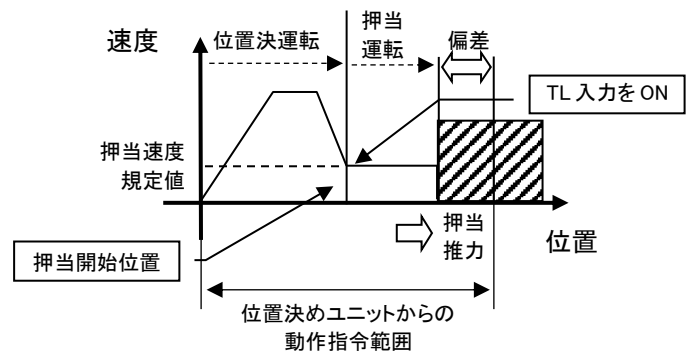 速度
位置決運転
押当
運転
偏差
TL 入力を ON
押当速度
規定値
押当開始位置
押当
推力
位置
位置決めユニットからの
動作指令範囲